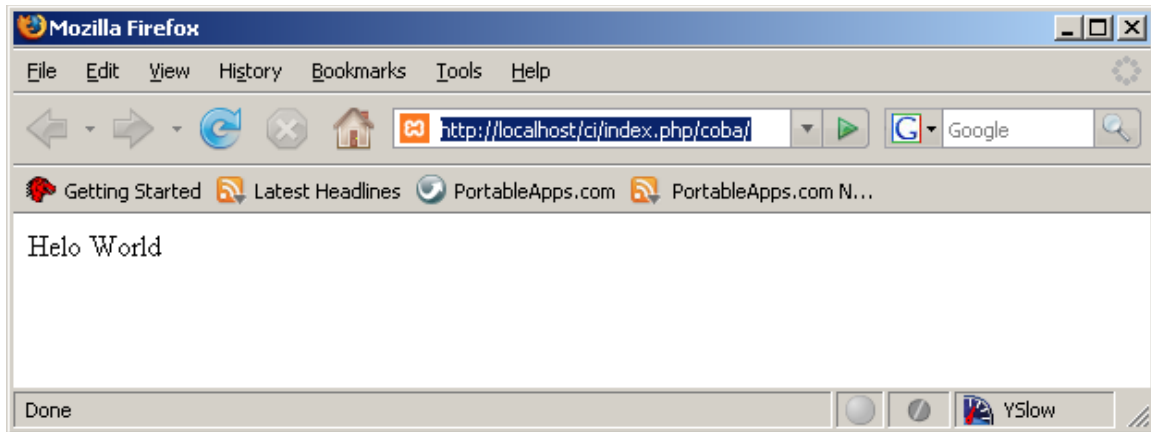 Mozilla Firefox
File Edit View History Bookmarks Tools Help
http://localhost/ci/index.php/coba/ G Google
Getting Started Latest Headlines PortableApps.com PortableApps.com N...
Helo World
Done YSlow